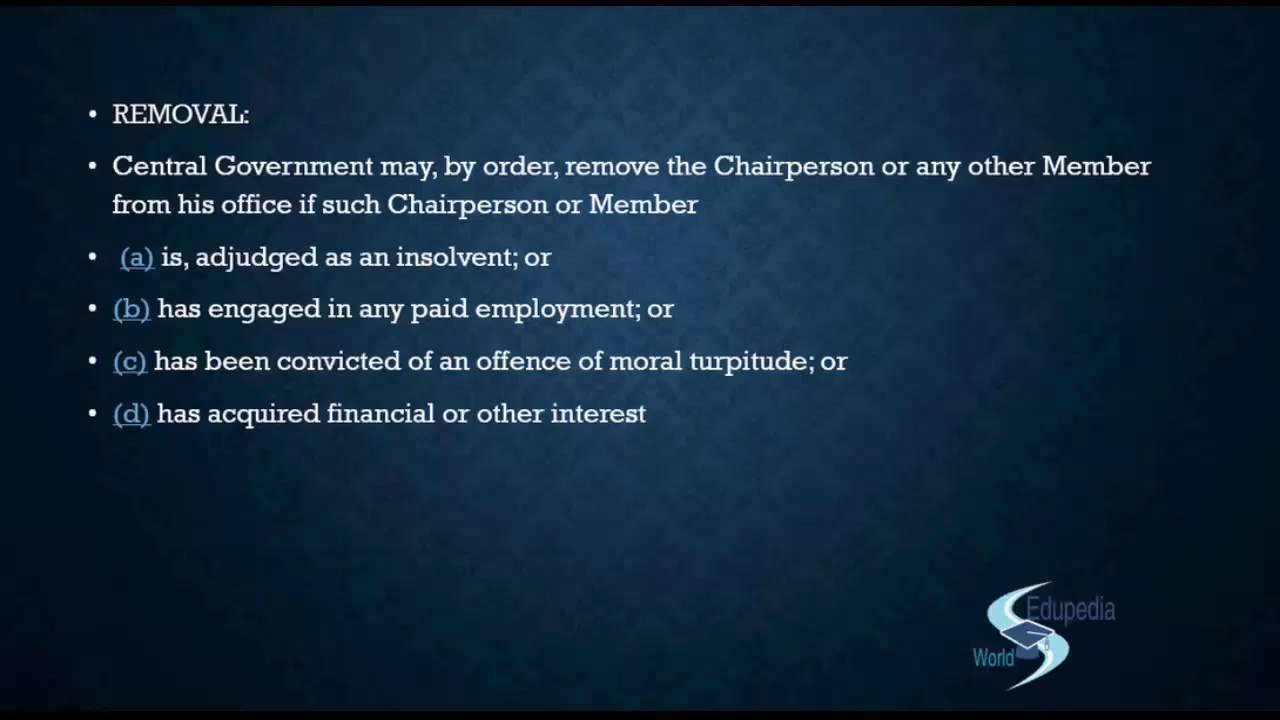 • REMOVAL:
• Central Government may, by order, remove the Chairperson or any other Member
from his office if such Chairperson or Member
• (a) is, adjudged as an insolvent; or
• (b) has engaged in any paid employment; or
• (c) has been convicted of an offence of moral turpitude; or
• (d) has acquired financial or other interest
Edupedia
World